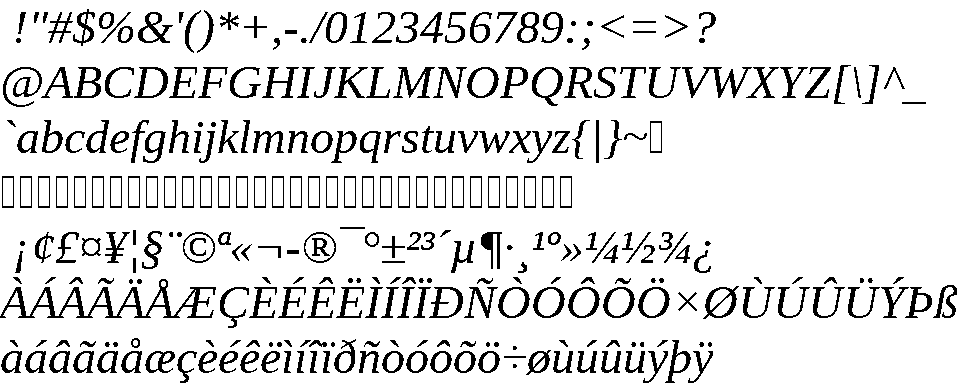 !"#$%&'()*+,-./0123456789:;<=>?
@ABCDEFGHIJKLMNOPQRSTUVWXYZ[\]^_
`abcdefghijklmnopqrstuvwxyz{|}~
¡¢£¤¥¦§¨©ª«¬-®¯°±²³´µ¶·¸¹º»¼½¾¿
ÀÁÂÃÄÅÆÇÈÉÊËÌÍÎÏÐÑÒÓÔÕÖ×ØÙÚÛÜÝÞß
àáâãäåæçèéêëìíîïðñòóôõö÷øùúûüýþÿ